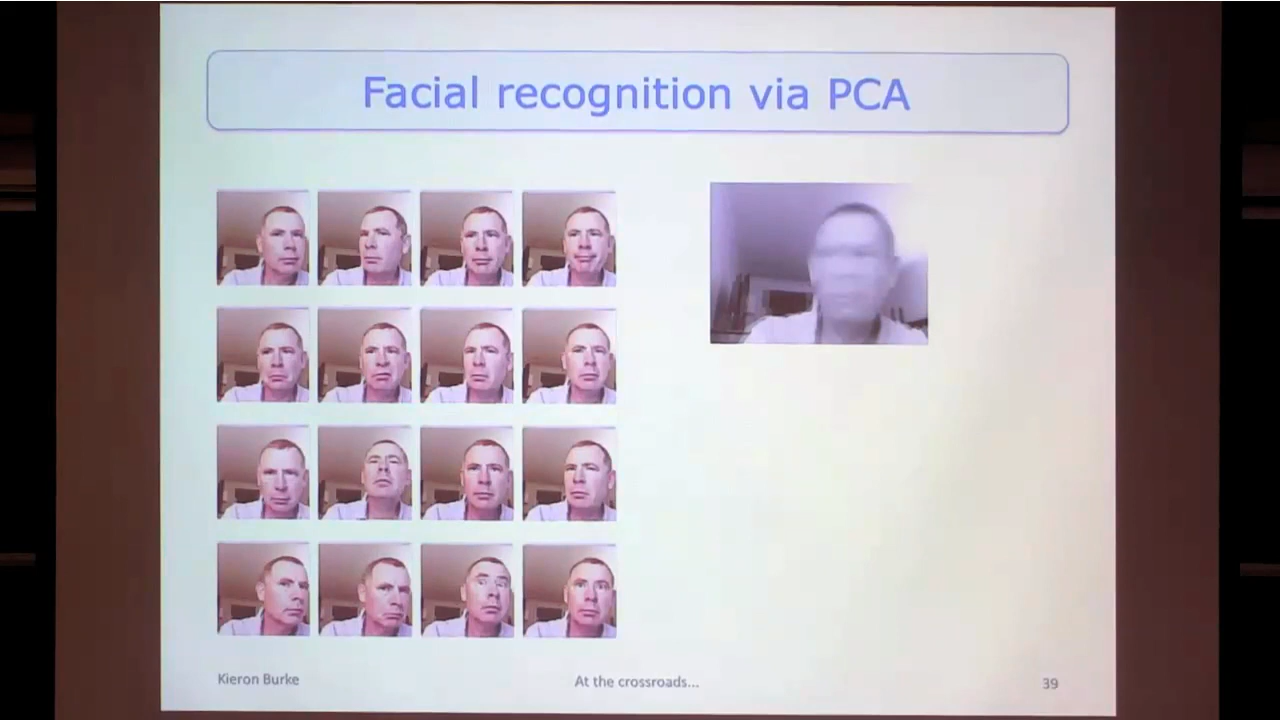 Facial recognition via PCA
Kieron Burke
At the crossroads...
39